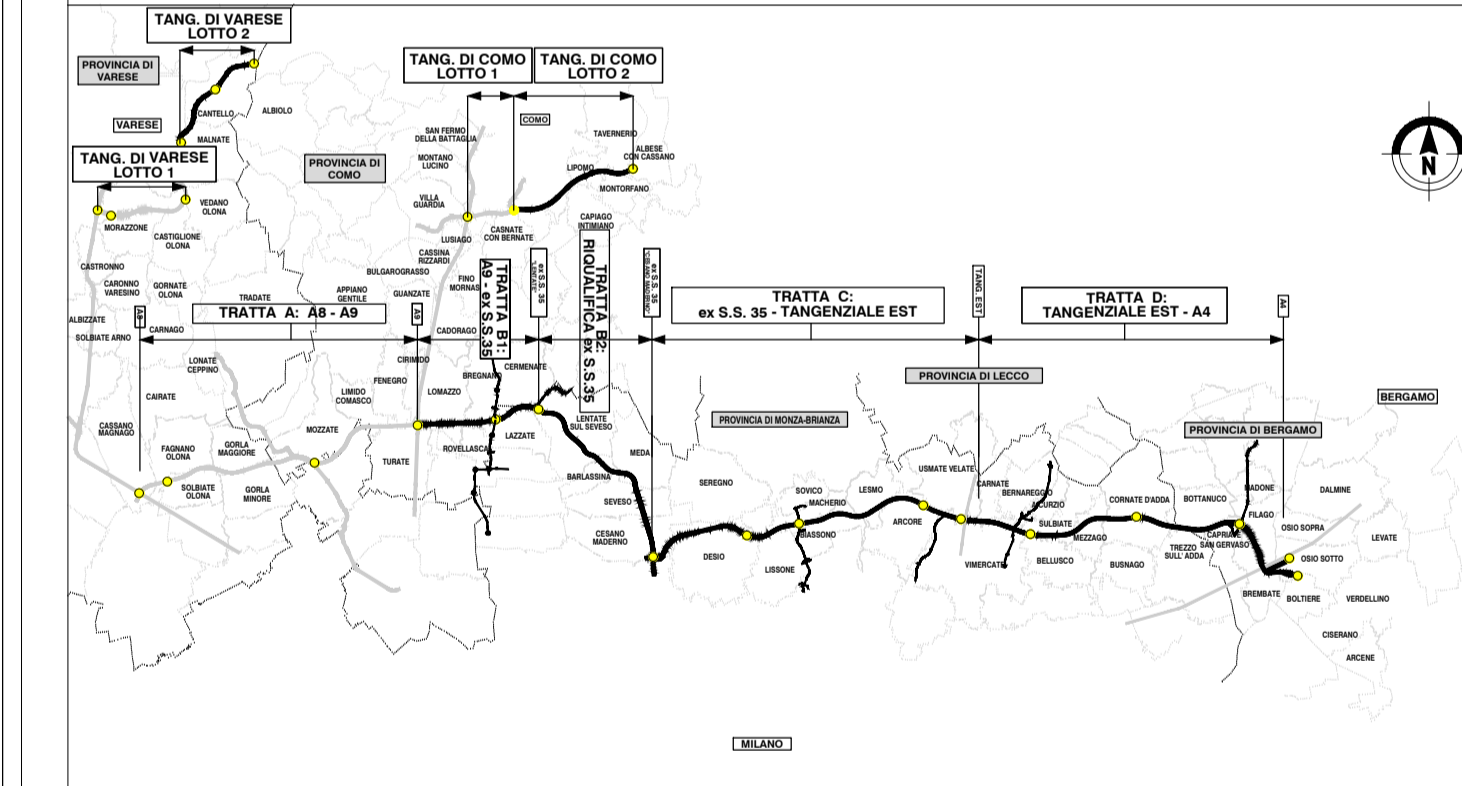 TANG. DI VARESE
LOTTO 2
PROVINCIA DI
VARESE
CANTELLO
ALBIOLO
VARESE
MALNATE
TANG. DI VARESE
LOTTO 1
VEDANO
OLONA
MORAZZONE
CASTIGLIONE
OLONA
TANG. DI COMO
LOTTO 1
TANG. DI COMO
LOTTO 2
COMO
SAN FERMO
DELLA BATTAGLIA
TAVERNERIO
ALBESE
CON CASSANO
MONTANO
LUCINO
LIPOMO
MONTORFANO
PROVINCIA DI
COMO
VILLA
GUARDIA
LUSIAGO
CASNATE
CON BERNATE
CAPIAGO
INTIMIANO
CASSINA
RIZZARDI
N
CASTRONNO
CARONNO
VARESINO
GORNATE
OLONA
BULGAROGRASSO
APPIANO
GENTILE
GUANZATE
FINO
MORNAS
TRADATE
ALBIZZATE
SOLBIATE ARNO
CARNAGO
A8
TRATTA A: A8 - A9
A9
CADORAGO
TRATTA B1:
A9 - ex S.S.35
ex S.S. 35
"LENTATE"
TRATTA B2:
RIQUALIFICA ex S.S.35
ex S.S. 35
"CESANO MADERNO"
TRATTA C:
ex S.S. 35 - TANGENZIALE EST
TANG. EST
TRATTA D:
TANGENZIALE EST - A4
A4
LONATE
CEPPINO
CIRIMIDO
FENEGRO
LIMIDO
COMASCO
LOMAZZO
BREGNANO
CERMENATE
PROVINCIA DI LECCO
BERGAMO
CAIRATE
CASSANO
MAGNAGO
FAGNANO
OLONA
GORLA
MAGGIORE
MOZZATE
TURATE
ROVELLASCA
LAZZATE
LENTATE
SUL SEVESO
PROVINCIA DI MONZA-BRIANZA
PROVINCIA DI BERGAMO
SOLBIATE
OLONA
GORLA
MINORE
BARLASSINA
MEDA
SEVESO
CESANO
MADERNO
SEREGNO
DESIO
SOVICO
MACHERIO
BIASSONO
LISSONE
LESMO
ARCORE
USMATE VELATE
CARNATE
BERNAREGGIO
AICURZIO
SULBIATE
MEZZAGO
VIMERCATE
BELLUSCO
CORNATE D'ADDA
BUSNAGO
BOTTANUCO
TREZZO
SULL' ADDA
MADONE
FILAGO
CAPRIATE
SAN GERVASO
DALMINE
OSIO SOPRA
LEVATE
OSIO SOTTO
BREMBATE
BOLTIERE
VERDELLINO
CISERANO
ARCENE
MILANO